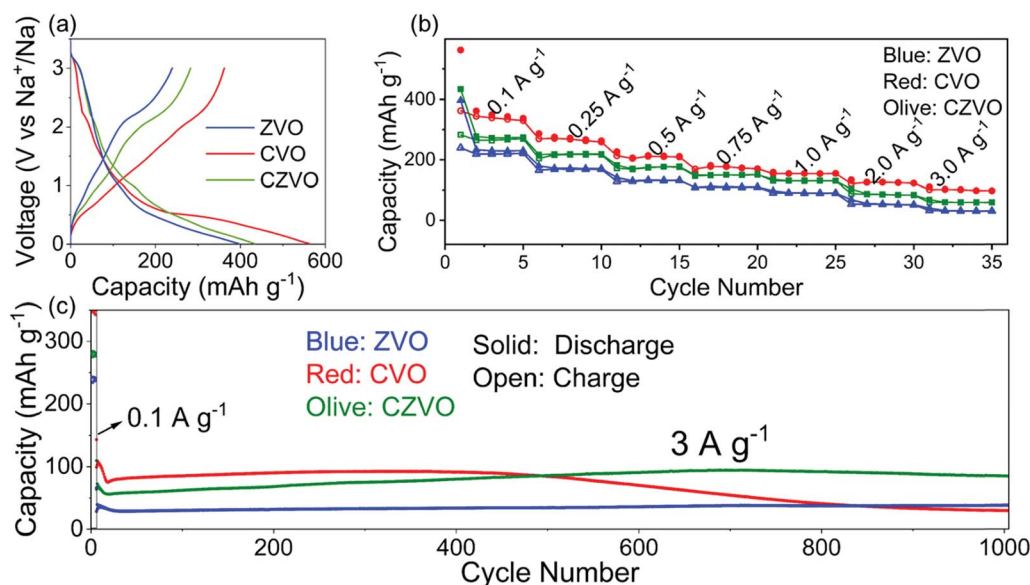 (a)
Voltage (V vs Na⁺/Na)
3
2
1
0
ZVO
CVO
CZVO
0 200 400 600
Capacity (mAh g⁻¹)
(b)
Capacity (mAh g⁻¹)
400
200
0
Blue: ZVO
Red: CVO
Olive: CZVO
0.1 A g⁻¹
0.25 A g⁻¹
0.5 A g⁻¹
0.75 A g⁻¹
1.0 A g⁻¹
2.0 A g⁻¹
3.0 A g⁻¹
0 5 10 15 20 25 30 35
Cycle Number
(c)
Capacity (mAh g⁻¹)
300
200
100
0
Blue: ZVO
Red: CVO
Olive: CZVO
Solid: Discharge
Open: Charge
0.1 A g⁻¹
3 A g⁻¹
0 200 400 600 800 1000
Cycle Number